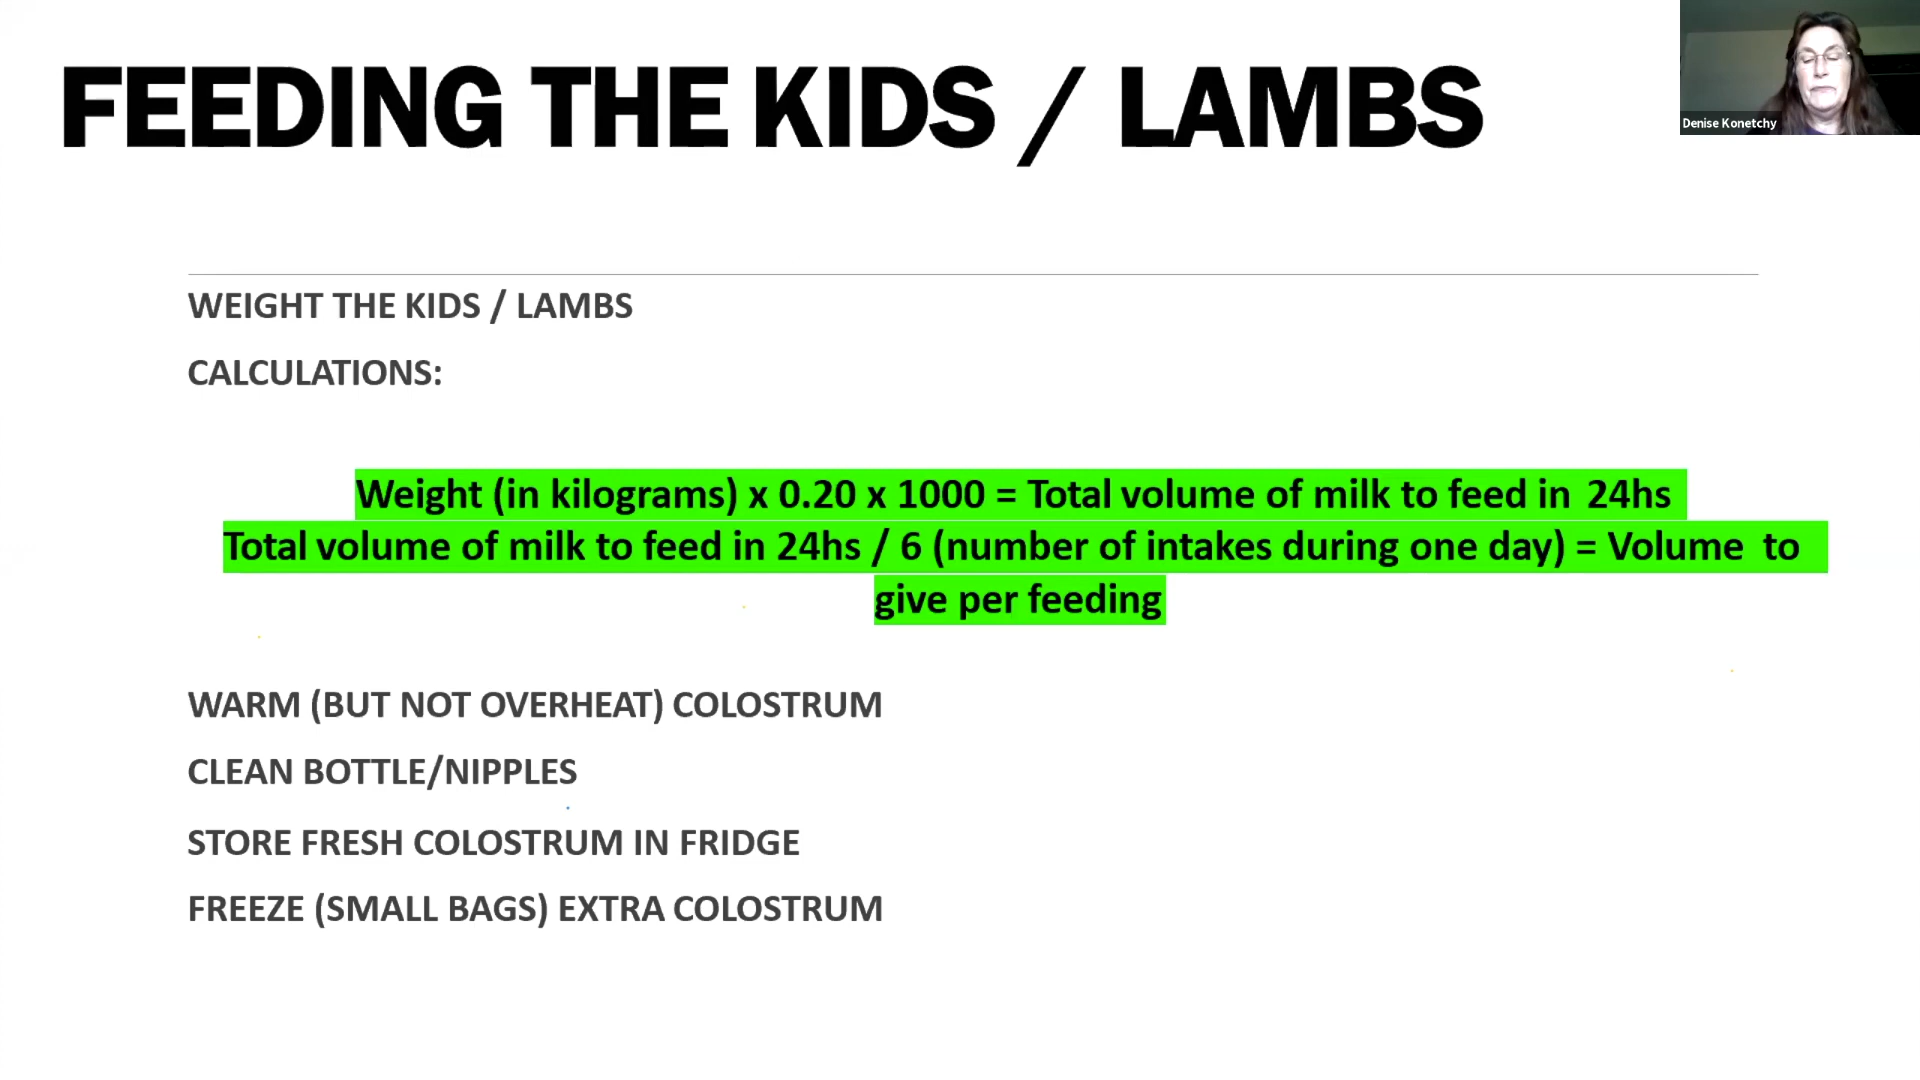 FEEDING THE KIDS / LAMBS
Denise Konetchy
WEIGHT THE KIDS / LAMBS
CALCULATIONS:
Weight (in kilograms) x 0.20 x 1000 = Total volume of milk to feed in 24hs
Total volume of milk to feed in 24hs / 6 (number of intakes during one day) = Volume to
give per feeding
WARM (BUT NOT OVERHEAT) COLOSTRUM
CLEAN BOTTLE/NIPPLES
STORE FRESH COLOSTRUM IN FRIDGE
FREEZE (SMALL BAGS) EXTRA COLOSTRUM